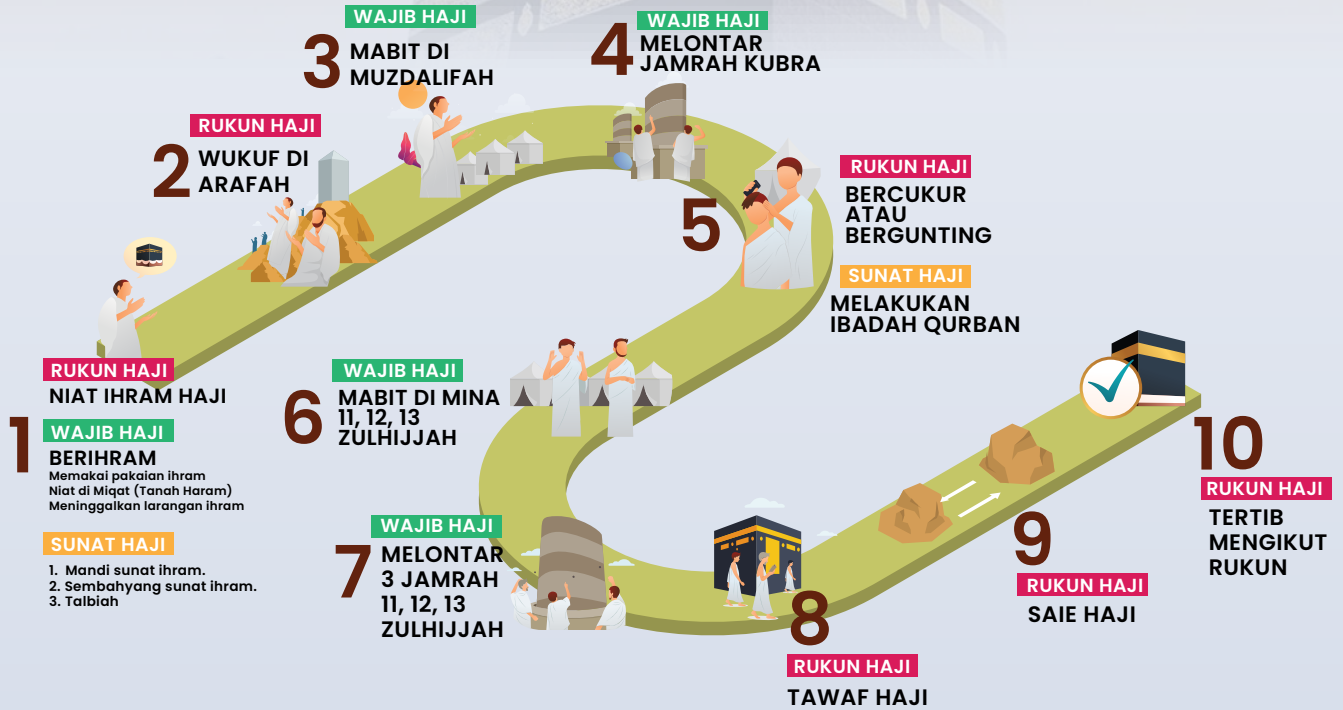 1
RUKUN HAJI
NIAT IHRAM HAJI
WAJIB HAJI
BERIHRAM
Memakai pakaian ihram
Niat di Miqat (Tanah Haram)
Meninggalkan larangan ihram
SUNAT HAJI
1. Mandi sunat ihram.
2. Sembahyang sunat ihram.
3. Talbiah
2
RUKUN HAJI
WUKUF DI
ARAFAH
3
WAJIB HAJI
MABIT DI
MUZDALIFAH
4
WAJIB HAJI
MELONTAR
JAMRAH KUBRA
5
RUKUN HAJI
BERCUKUR
ATAU
BERGUNTING
SUNAT HAJI
MELAKUKAN
IBADAH QURBAN
6
WAJIB HAJI
MABIT DI MINA
11, 12, 13
ZULHIJJAH
7
WAJIB HAJI
MELONTAR
3 JAMRAH
11, 12, 13
ZULHIJJAH
8
RUKUN HAJI
TAWAF HAJI
9
RUKUN HAJI
SAIE HAJI
10
RUKUN HAJI
TERTIB
MENGIKUT
RUKUN